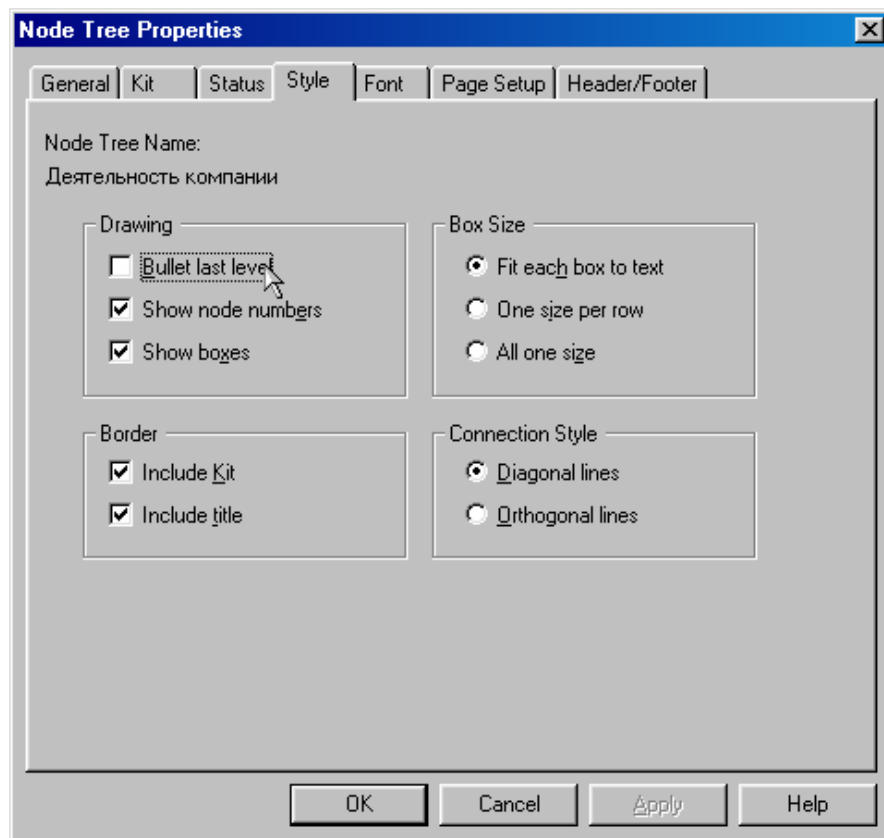 Node Tree Properties
General Kit Status Style Font Page Setup Header/Footer
Node Tree Name:
Деятельность компании
Drawing
Bullet last level
Show node numbers
Show boxes
Box Size
Fit each box to text
One size per row
All one size
Border
Include Kit
Include title
Connection Style
Diagonal lines
Orthogonal lines
OK Cancel Apply Help